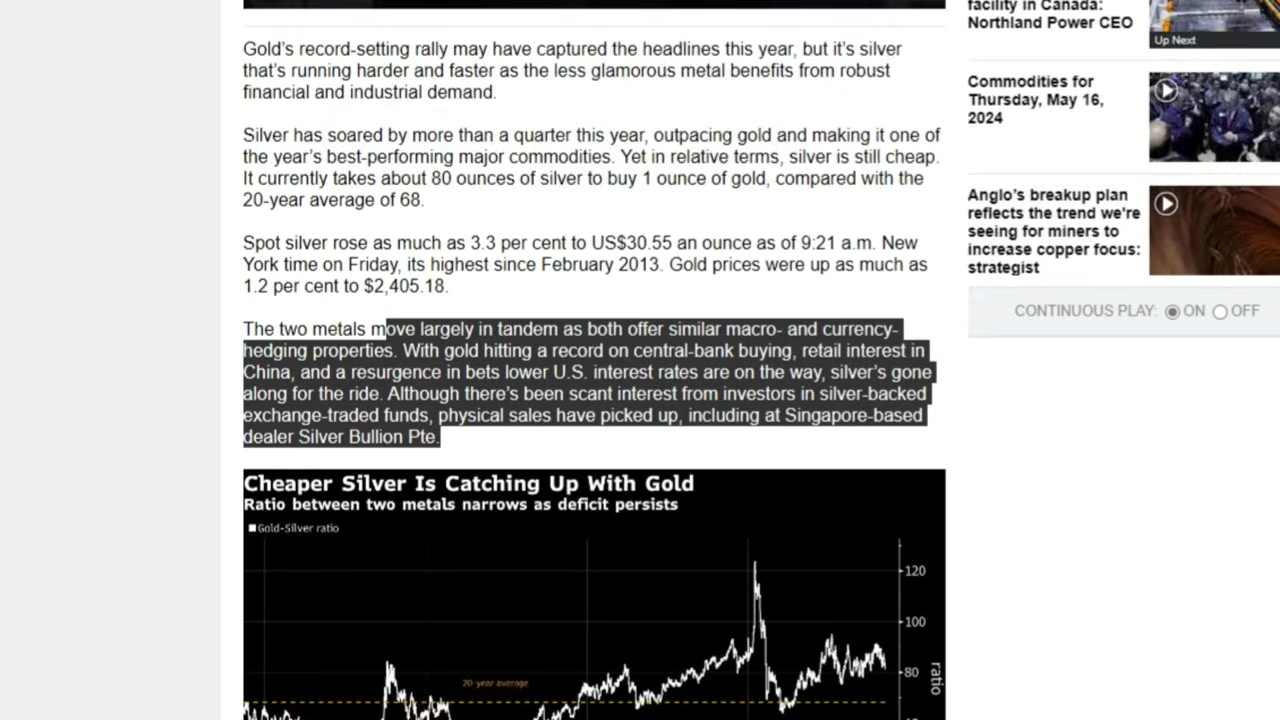 Gold’s record-setting rally may have captured the headlines this year, but it’s silver
that’s running harder and faster as the less glamorous metal benefits from robust
financial and industrial demand.
Silver has soared by more than a quarter this year, outpacing gold and making it one of
the year’s best-performing major commodities. Yet in relative terms, silver is still cheap.
It currently takes about 80 ounces of silver to buy 1 ounce of gold, compared with the
20-year average of 68.
Spot silver rose as much as 3.3 per cent to US$30.55 an ounce as of 9:21 a.m. New
York time on Friday, its highest since February 2013. Gold prices were up as much as
1.2 per cent to $2,405.18.
The two metals move largely in tandem as both offer similar macro- and currency-
hedging properties. With gold hitting a record on central-bank buying, retail interest in
China, and a resurgence in bets lower U.S. interest rates are on the way, silver’s gone
along for the ride. Although there’s been scant interest from investors in silver-backed
exchange-traded funds, physical sales have picked up, including at Singapore-based
dealer Silver Bullion Pte.
Cheaper Silver Is Catching Up With Gold
Ratio between two metals narrows as deficit persists
Gold-Silver ratio
120
100
80
ratio
20-year average
facility in Canada:
Northland Power CEO
Up Next
Commodities for
Thursday, May 16,
2024
Anglo’s breakup plan
reflects the trend we're
seeing for miners to
increase copper focus:
strategist
CONTINUOUS PLAY: ON OFF